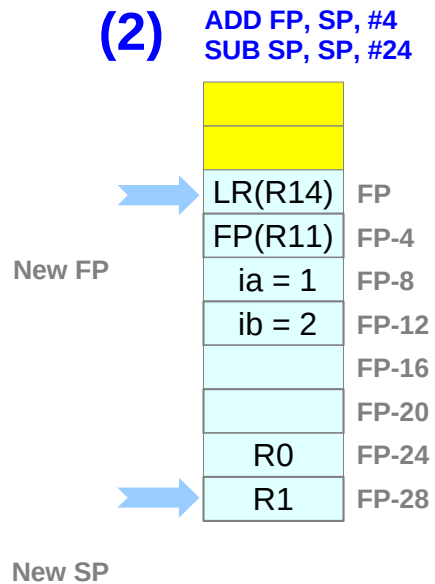 (2)
ADD FP, SP, #4
SUB SP, SP, #24
LR(R14) FP
FP(R11) FP-4
New FP
ia = 1 FP-8
ib = 2 FP-12
FP-16
FP-20
R0 FP-24
R1 FP-28
New SP